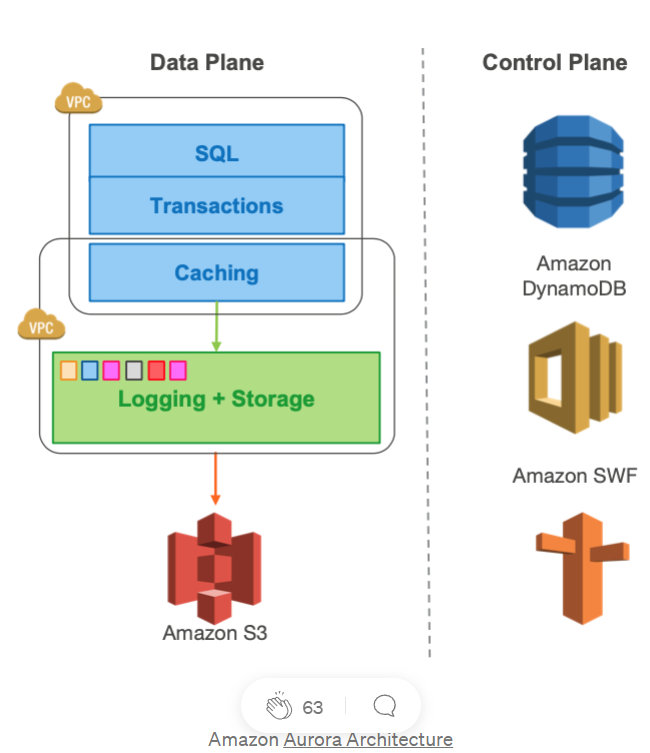 Data Plane
Control Plane
VPC
SQL
Transactions
Caching
VPC
Logging + Storage
Amazon S3
Amazon
DynamoDB
Amazon SWF
63
Amazon Aurora Architecture